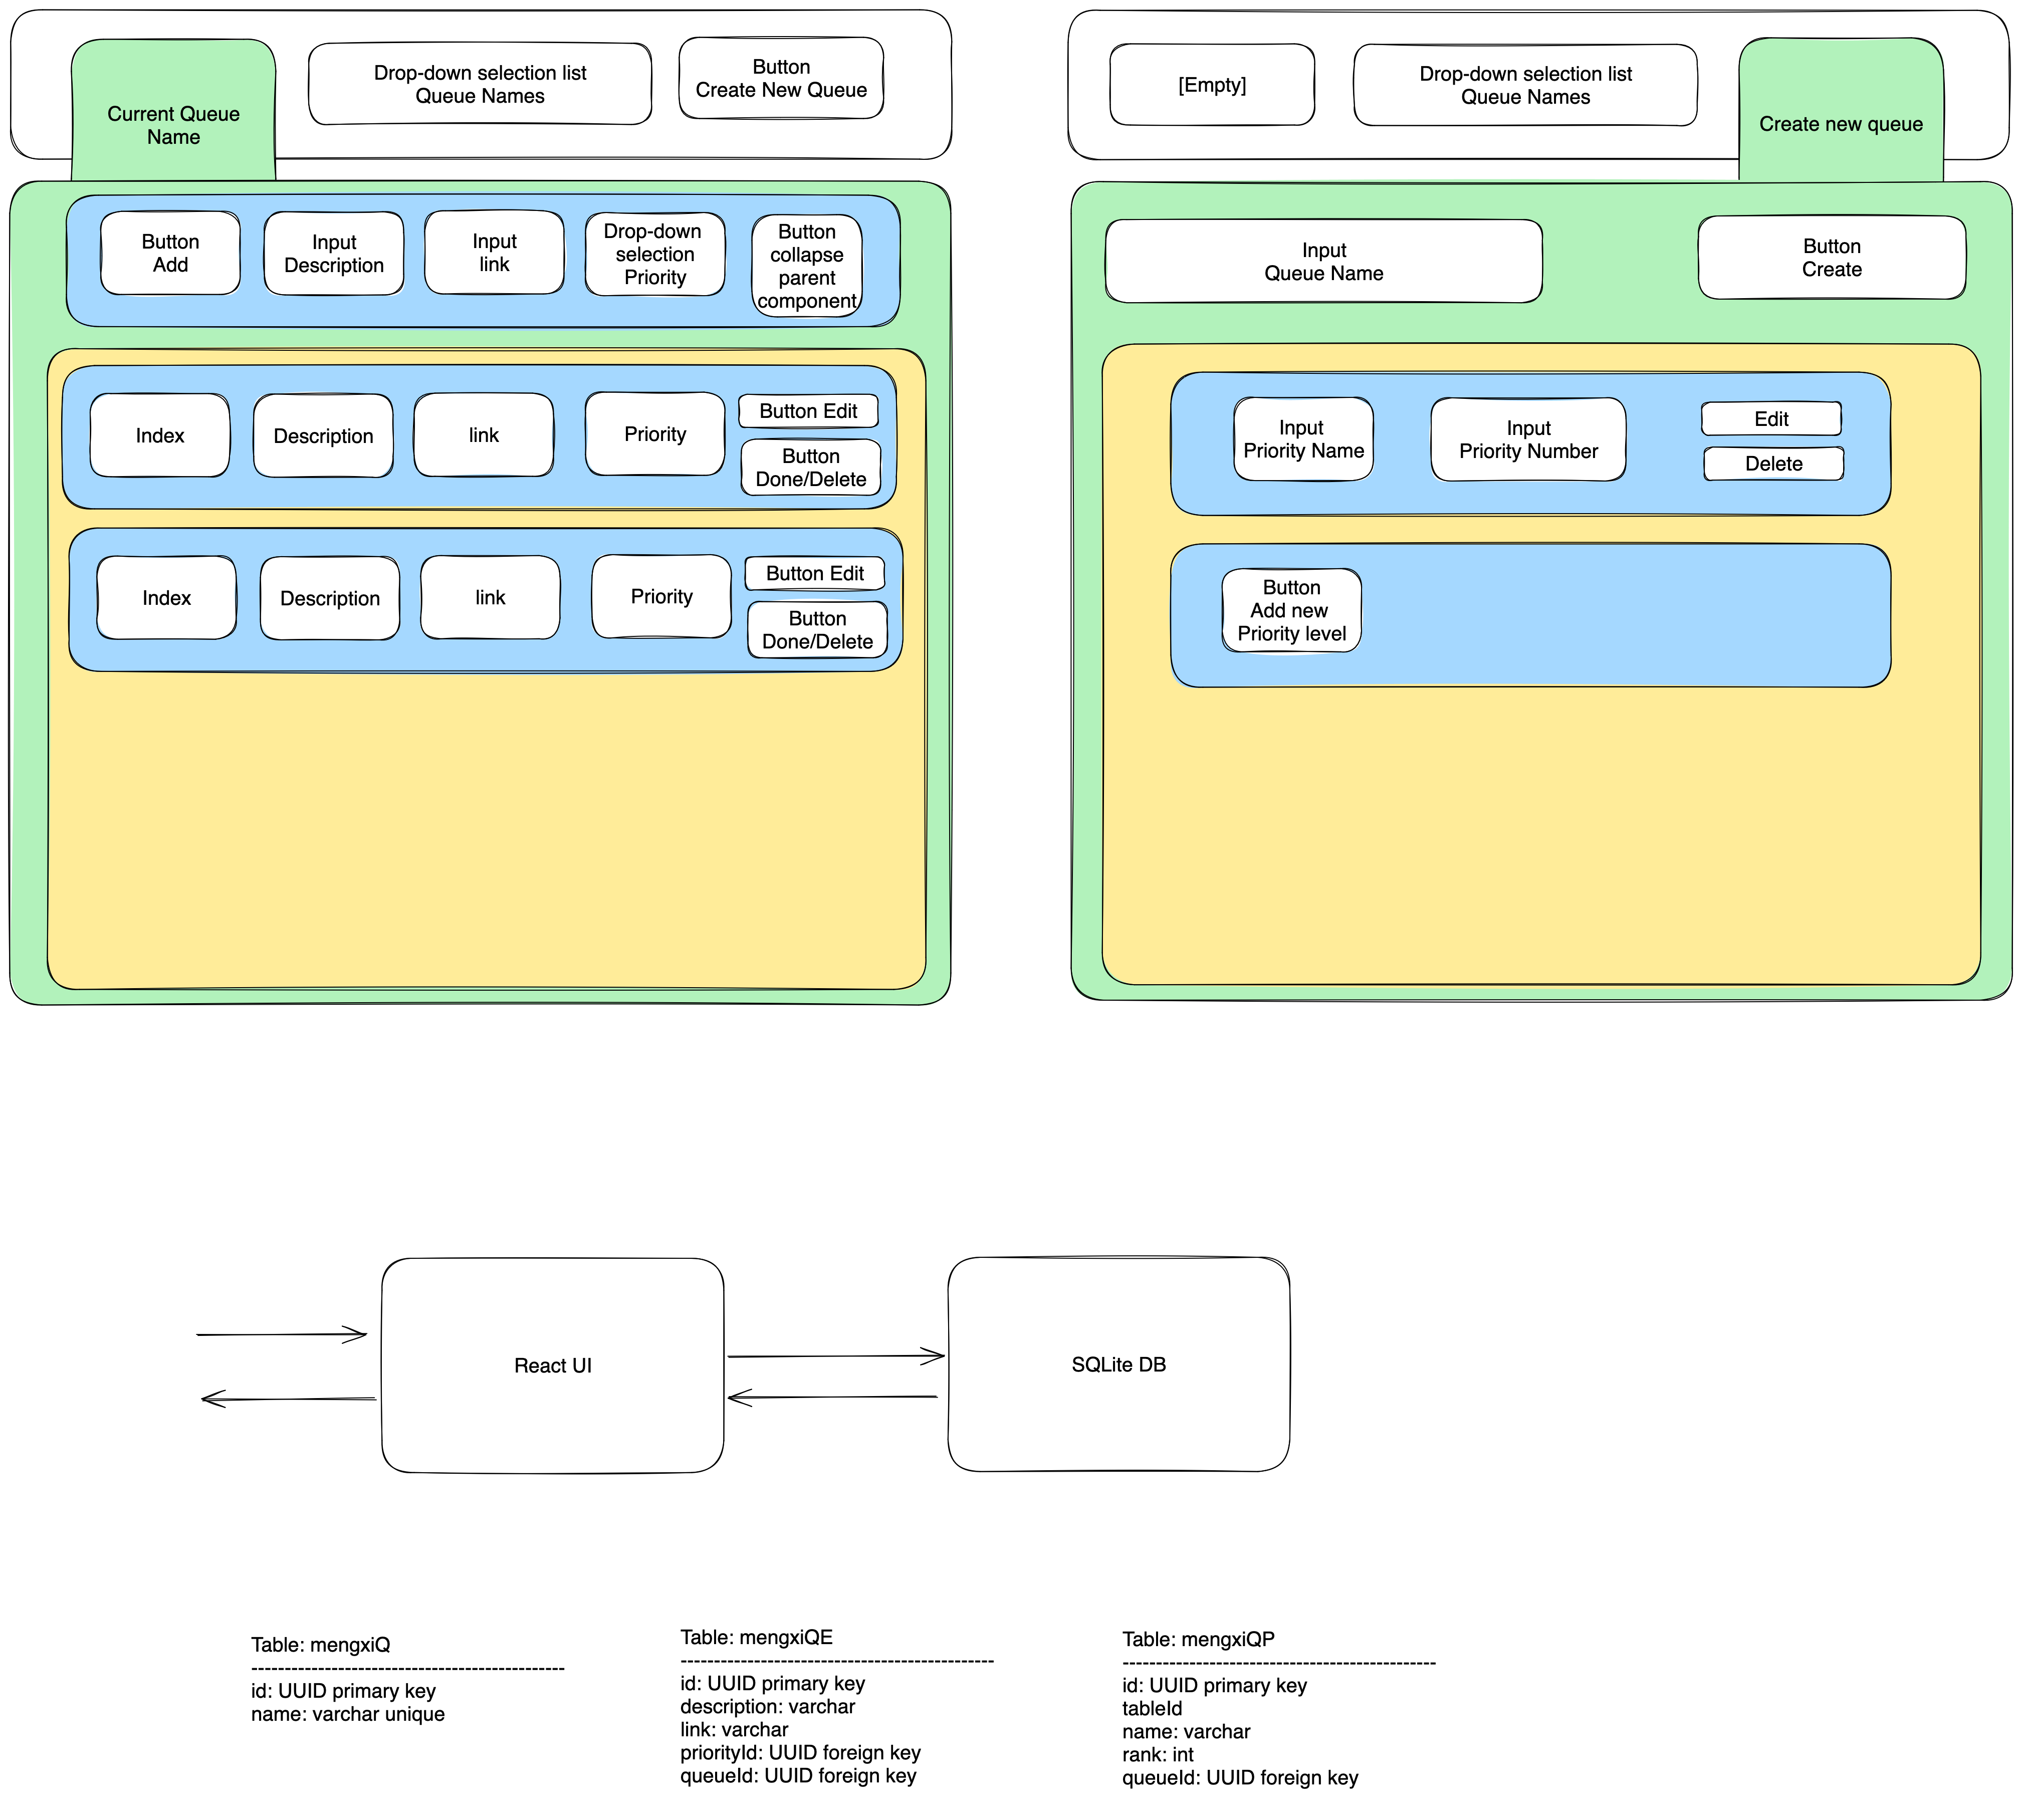 Current Queue
Name
Drop-down selection list
Queue Names
Button
Create New Queue
Button
Add
Input
Description
Input
link
Drop-down
selection
Priority
Button
collapse
parent
component
Index
Description
link
Priority
Button Edit
Button
Done/Delete
Index
Description
link
Priority
Button Edit
Button
Done/Delete
[Empty]
Drop-down selection list
Queue Names
Create new queue
Input
Queue Name
Button
Create
Input
Priority Name
Input
Priority Number
Edit
Delete
Button
Add new
Priority level
React UI
SQLite DB
Table: mengxiQ
-----------------------------------------------
id: UUID primary key
name: varchar unique
Table: mengxiQE
-----------------------------------------------
id: UUID primary key
description: varchar
link: varchar
priorityId: UUID foreign key
queueId: UUID foreign key
Table: mengxiQP
-----------------------------------------------
id: UUID primary key
tableId
name: varchar
rank: int
queueId: UUID foreign key